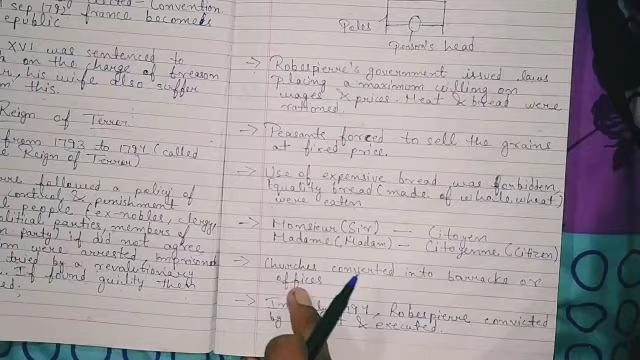 Convention
sep 1792 france becomes
republic
XVI was sentenced to
on the charge of treason
his wife also suffer
this.
Reign of Terror
from 1793 to 1794 (called
Reign of Terror)
followed a policy of
control & punishment
people (ex-nobles, clergy
political parties, members of
party) if did not agree
him were arrested imprisoned
tried by a revolutionary
If found guilty then
Poles
Person's head
→ Robespierre's government issued laws
placing a maximum ceiling on
wages & prices. Meat & bread were
rationed.
→ Peasants forced to sell the grains
at fixed price.
→ Use of expensive bread was forbidden
Equality bread (made of whole wheat)
were eaten
→ Monsieur (Sir) — Citoyen
Madame (Madam) — Citoyenne (Citizen)
→ Churches converted into barracks or
offices
→ Robespierre convicted
by & executed